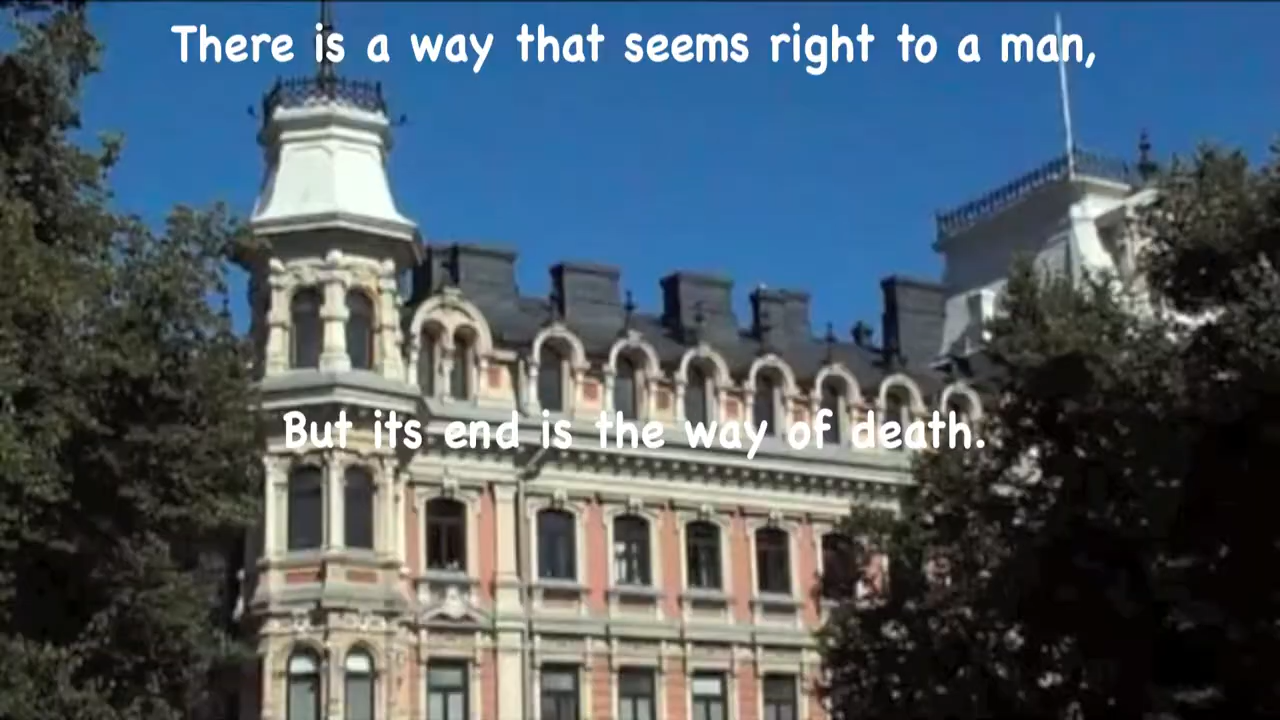 There is a way that seems right to a man,
But its end is the way of death.